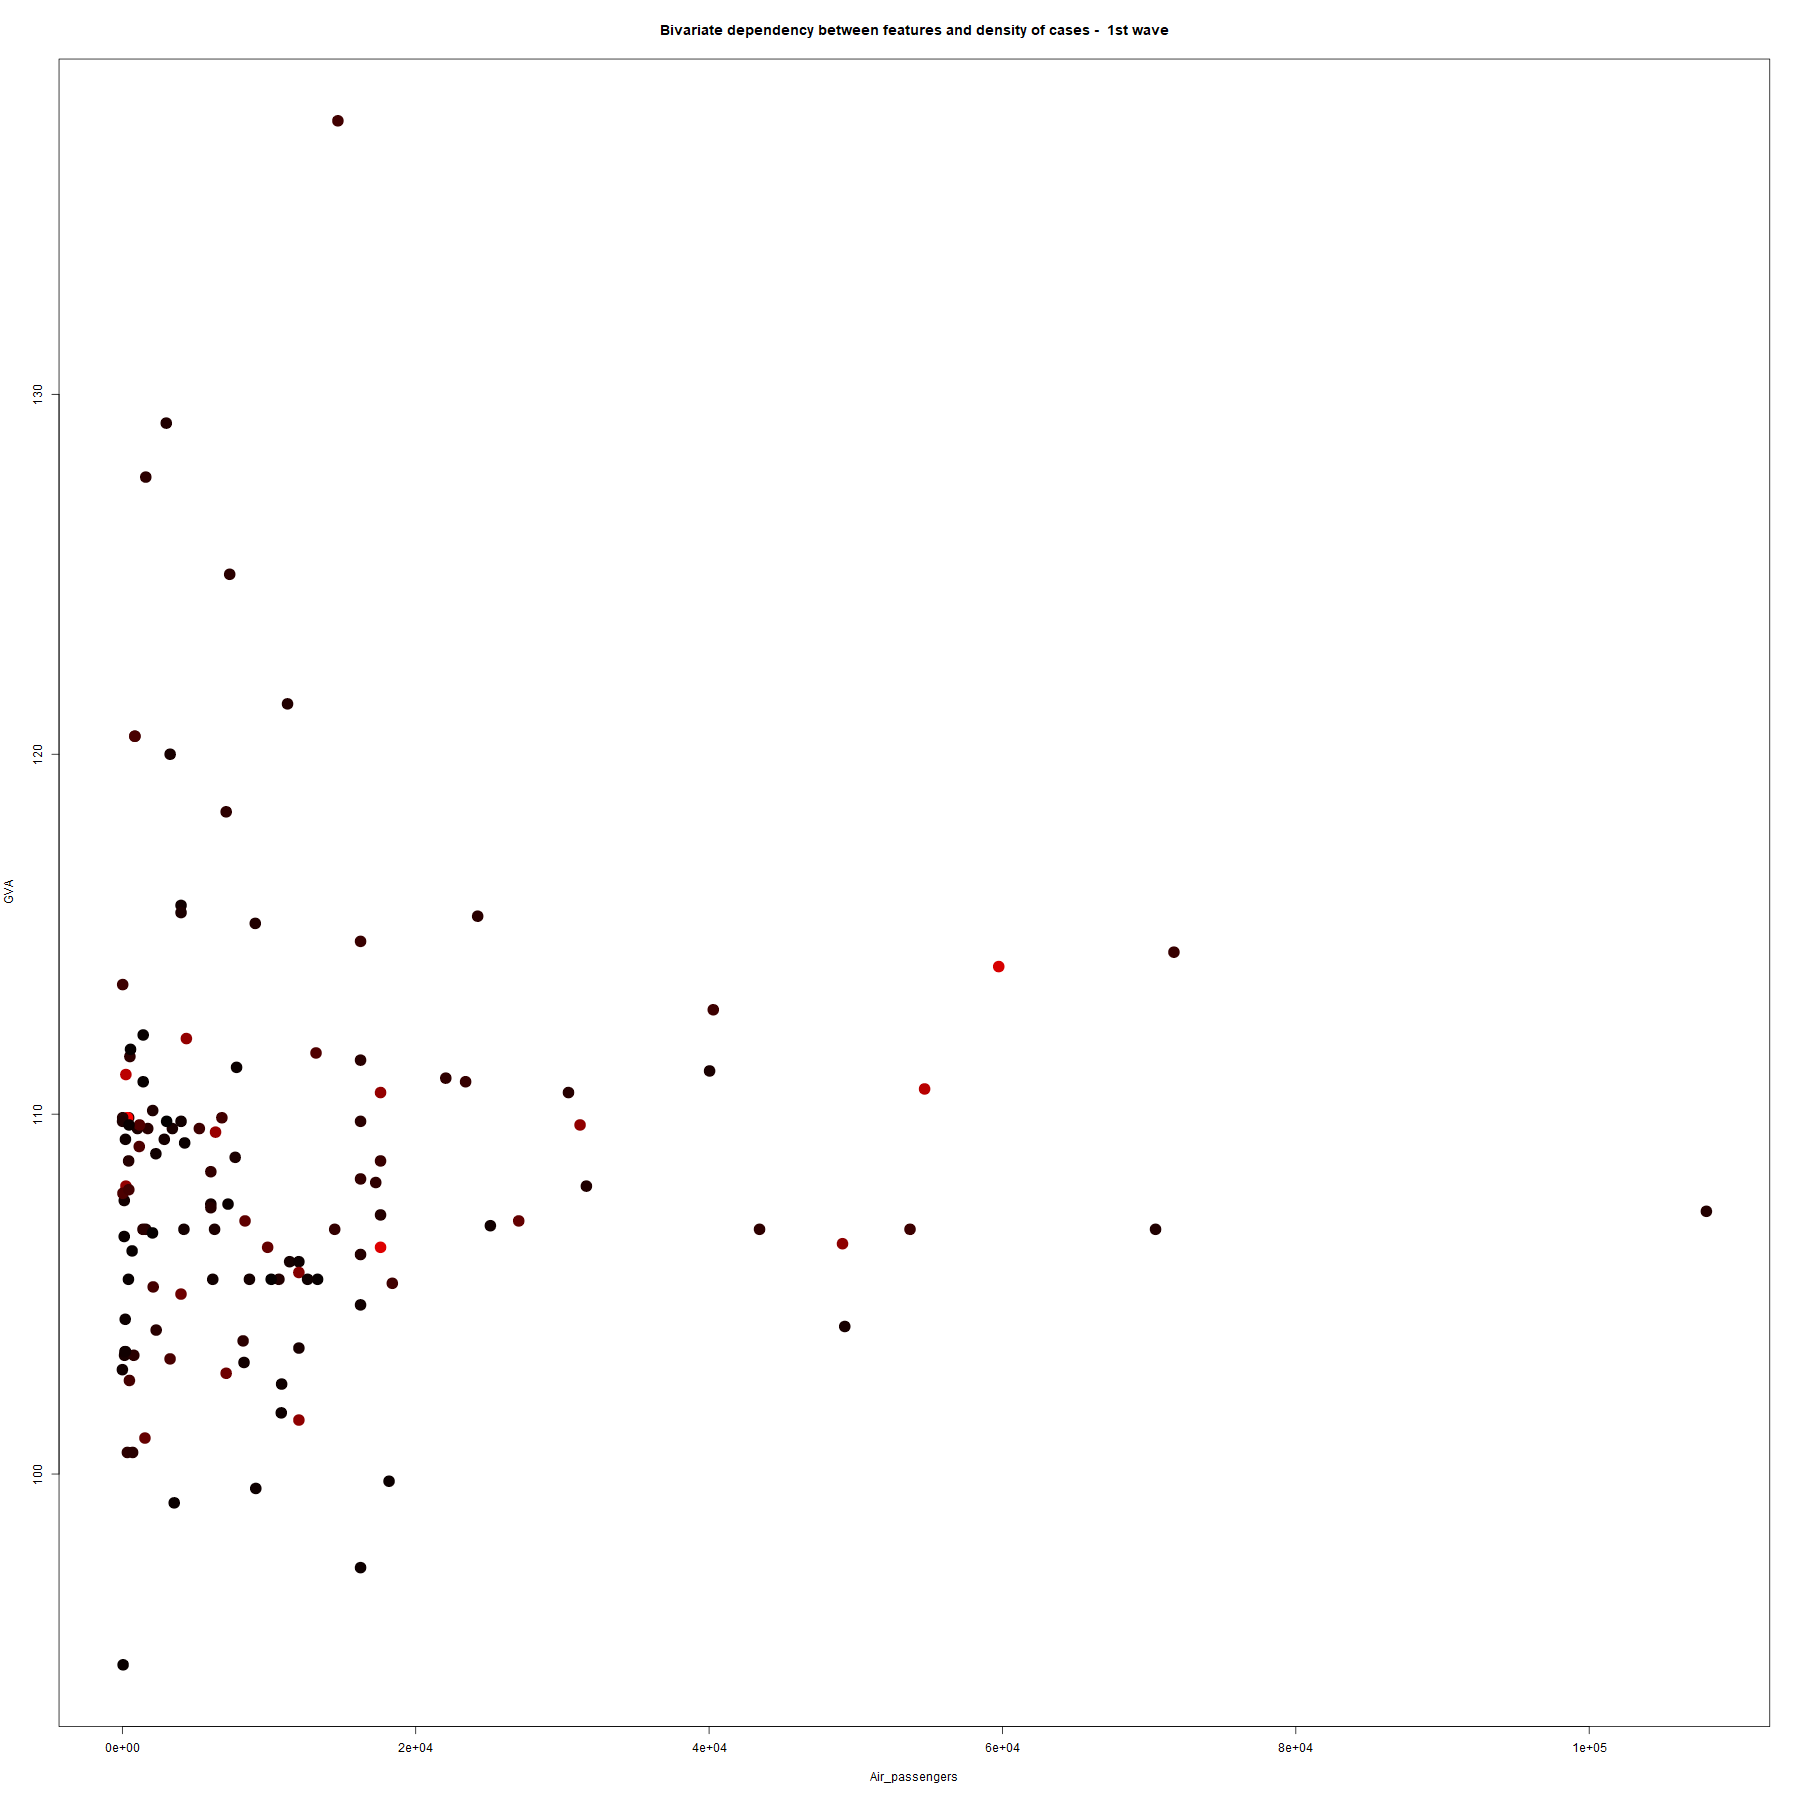 Bivariate dependency between features and density of cases - 1st wave
130
120
GVA
110
100
0e+00 2e+04 4e+04 6e+04 8e+04 1e+05
Air_passengers